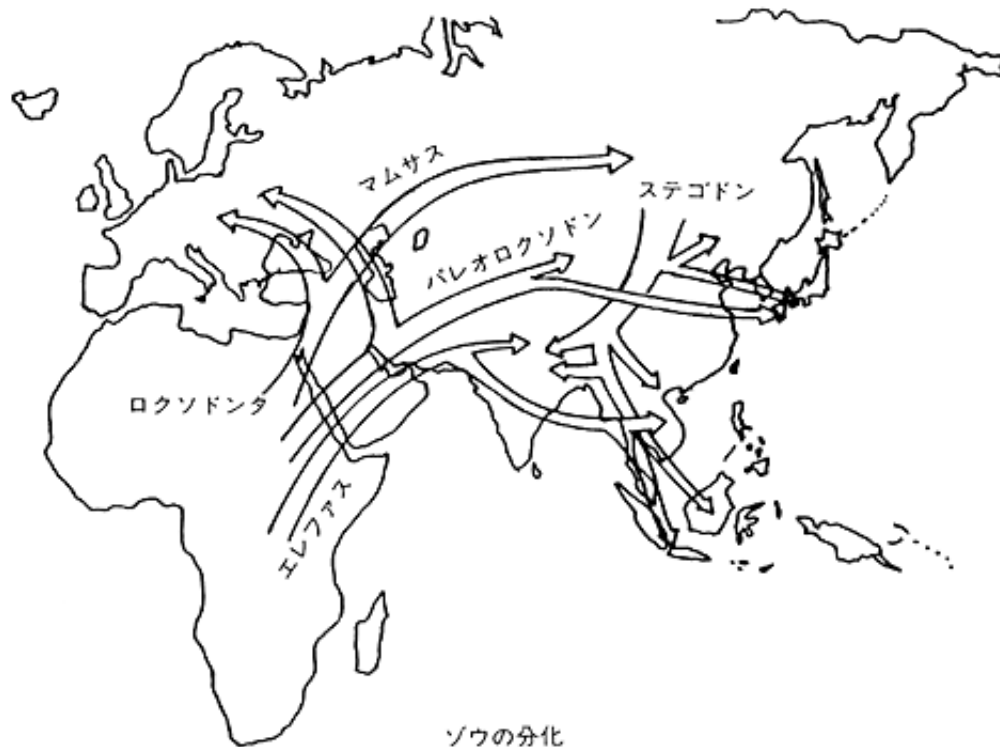 マムサス
ステゴドン
パレオロクソドン
ロクソドンタ
エレファス
ゾウの分化